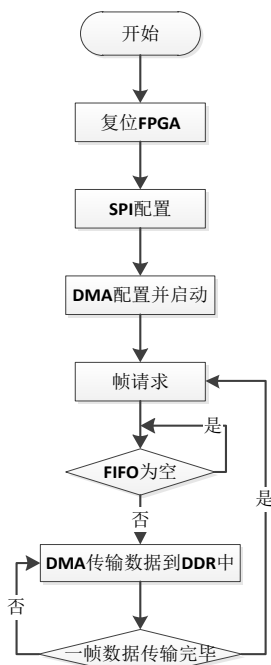 开始
复位FPGA
SPI配置
DMA配置并启动
帧请求
是
FIFO为空
否
是
DMA传输数据到DDR中
否
一帧数据传输完毕